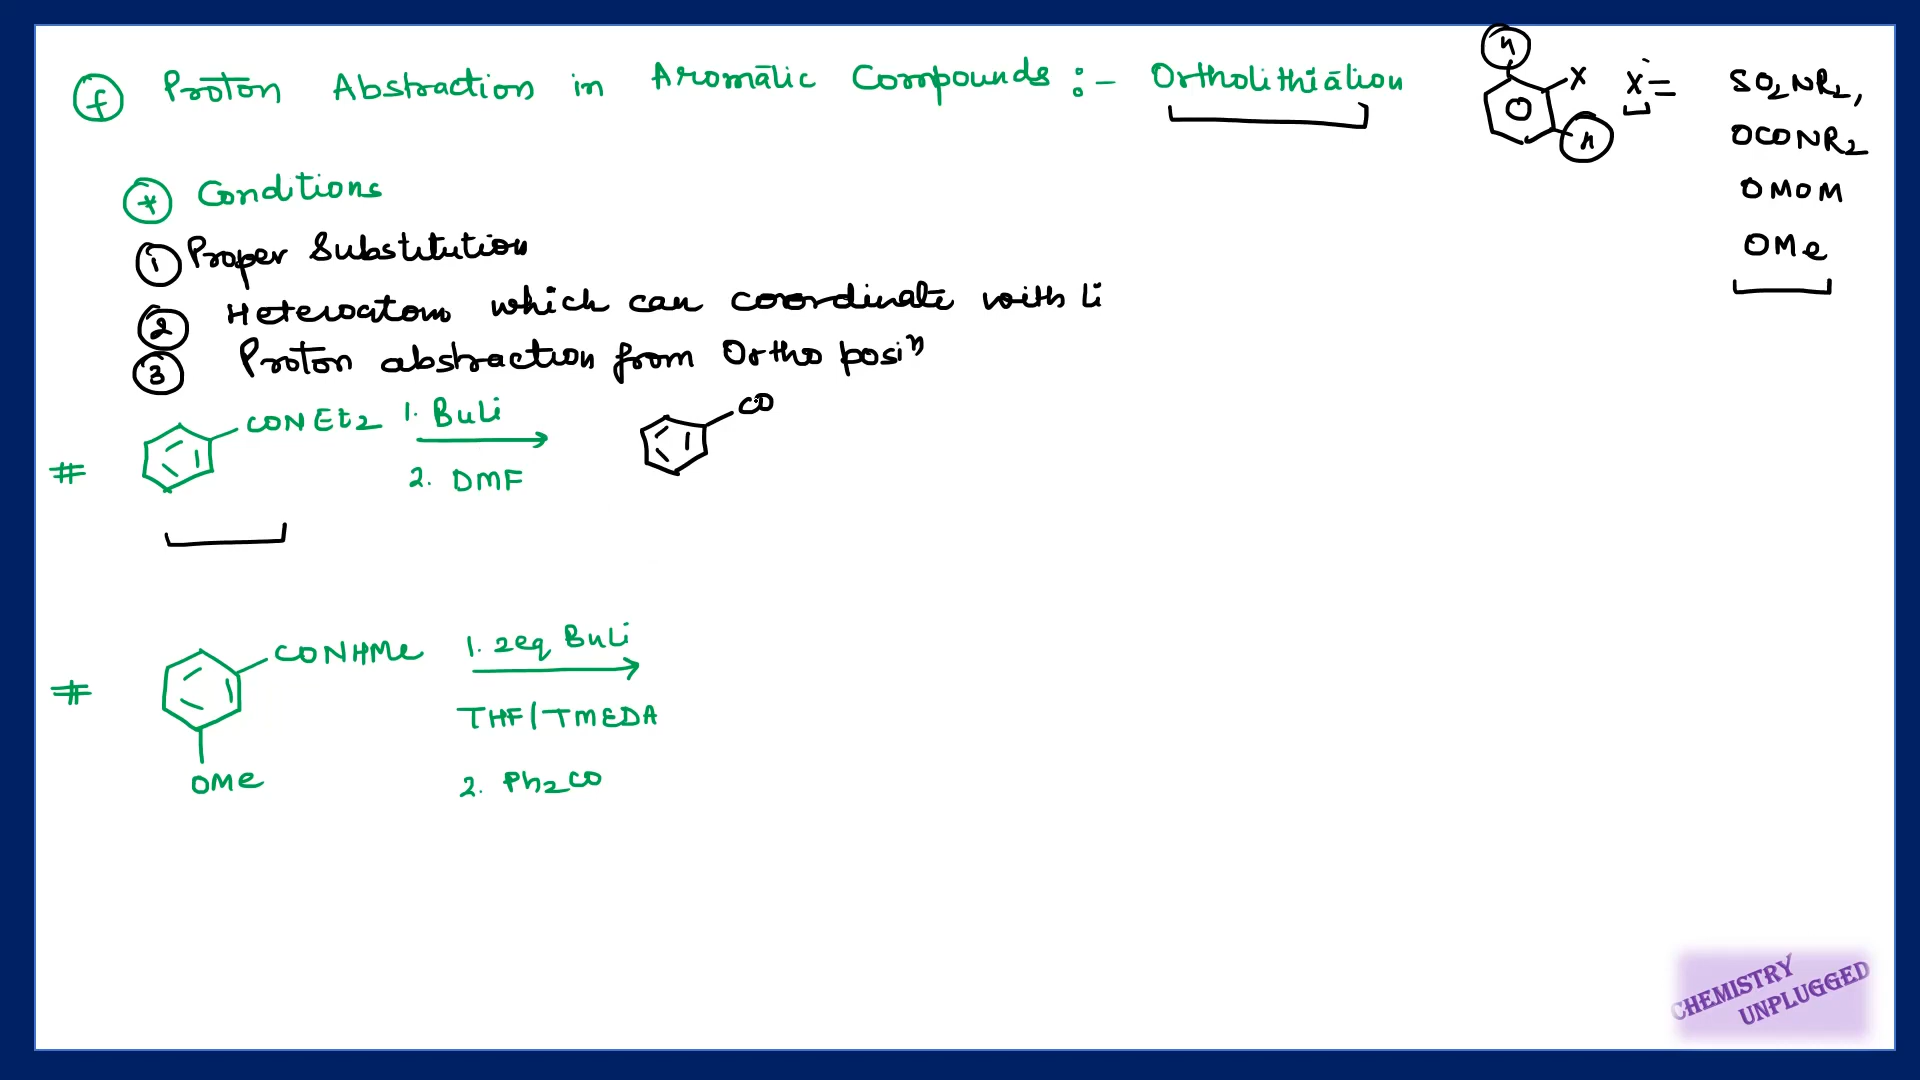 f Proton Abstraction in Aromatic Compounds :- Ortholithiation
H
X X =
H
SO2NR2,
OCONR2
OMOM
OMe
* Conditions
1 Proper Substitution
2 Heteroatom which can coordinate with Li
3 Proton abstraction from Ortho posiⁿ
# CONEt2 1. BuLi
2. DMF
CO
# CONHMe 1. 2eq BuLi
THF/TMEDA
OMe 2. Ph2CO
CHEMISTRY
UNPLUGGED